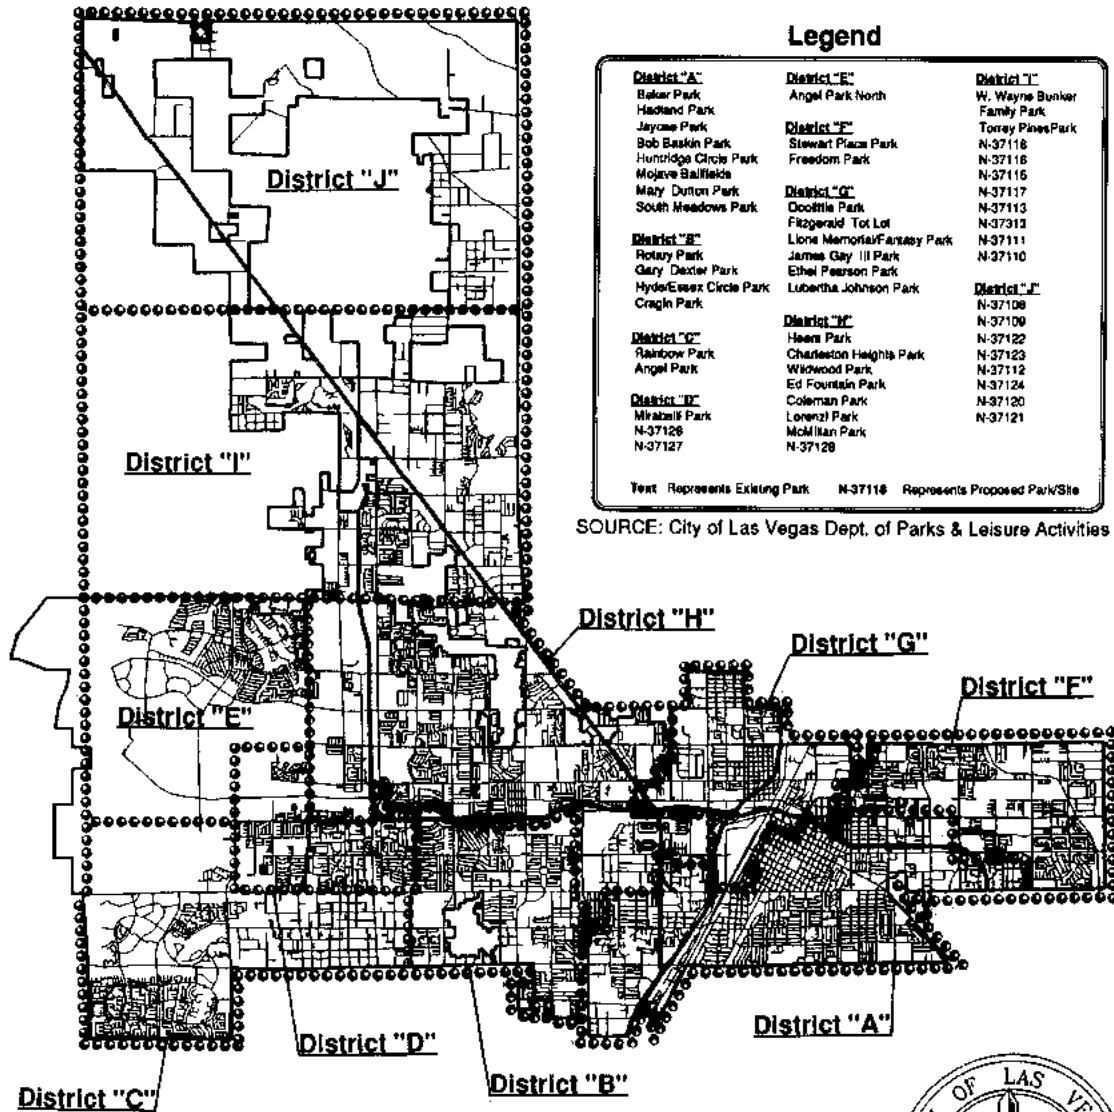 Legend
District "A"
Baker Park
Hadland Park
Jaycee Park
Bob Baskin Park
Huntridge Circle Park
Mojave Ballfields
Mary Dutton Park
South Meadows Park
District "B"
Rotary Park
Gary Dexter Park
Hyde/Essex Circle Park
Cragin Park
District "C"
Rainbow Park
Angel Park
District "D"
Mirabelli Park
N-37126
N-37127
District "E"
Angel Park North
District "F"
Stewart Place Park
Freedom Park
District "G"
Doolittle Park
Fitzgerald Tot Lot
Lions Memorial/Fantasy Park
James Gay III Park
Ethel Pearson Park
Lubertha Johnson Park
District "H"
Heers Park
Charleston Heights Park
Wildwood Park
Ed Fountain Park
Coleman Park
Lorenzi Park
McMillan Park
N-37128
District "I"
W. Wayne Bunker
Family Park
Torrey PinesPark
N-37118
N-37116
N-37115
N-37117
N-37113
N-37313
N-37111
N-37110
District "J"
N-37108
N-37109
N-37122
N-37123
N-37112
N-37124
N-37120
N-37121
Text Represents Existing Park N-37118 Represents Proposed Park/Site
SOURCE: City of Las Vegas Dept. of Parks & Leisure Activities
District "J"
District "I"
District "H"
District "G"
District "F"
District "E"
District "A"
District "D"
District "B"
District "C"
OF LAS